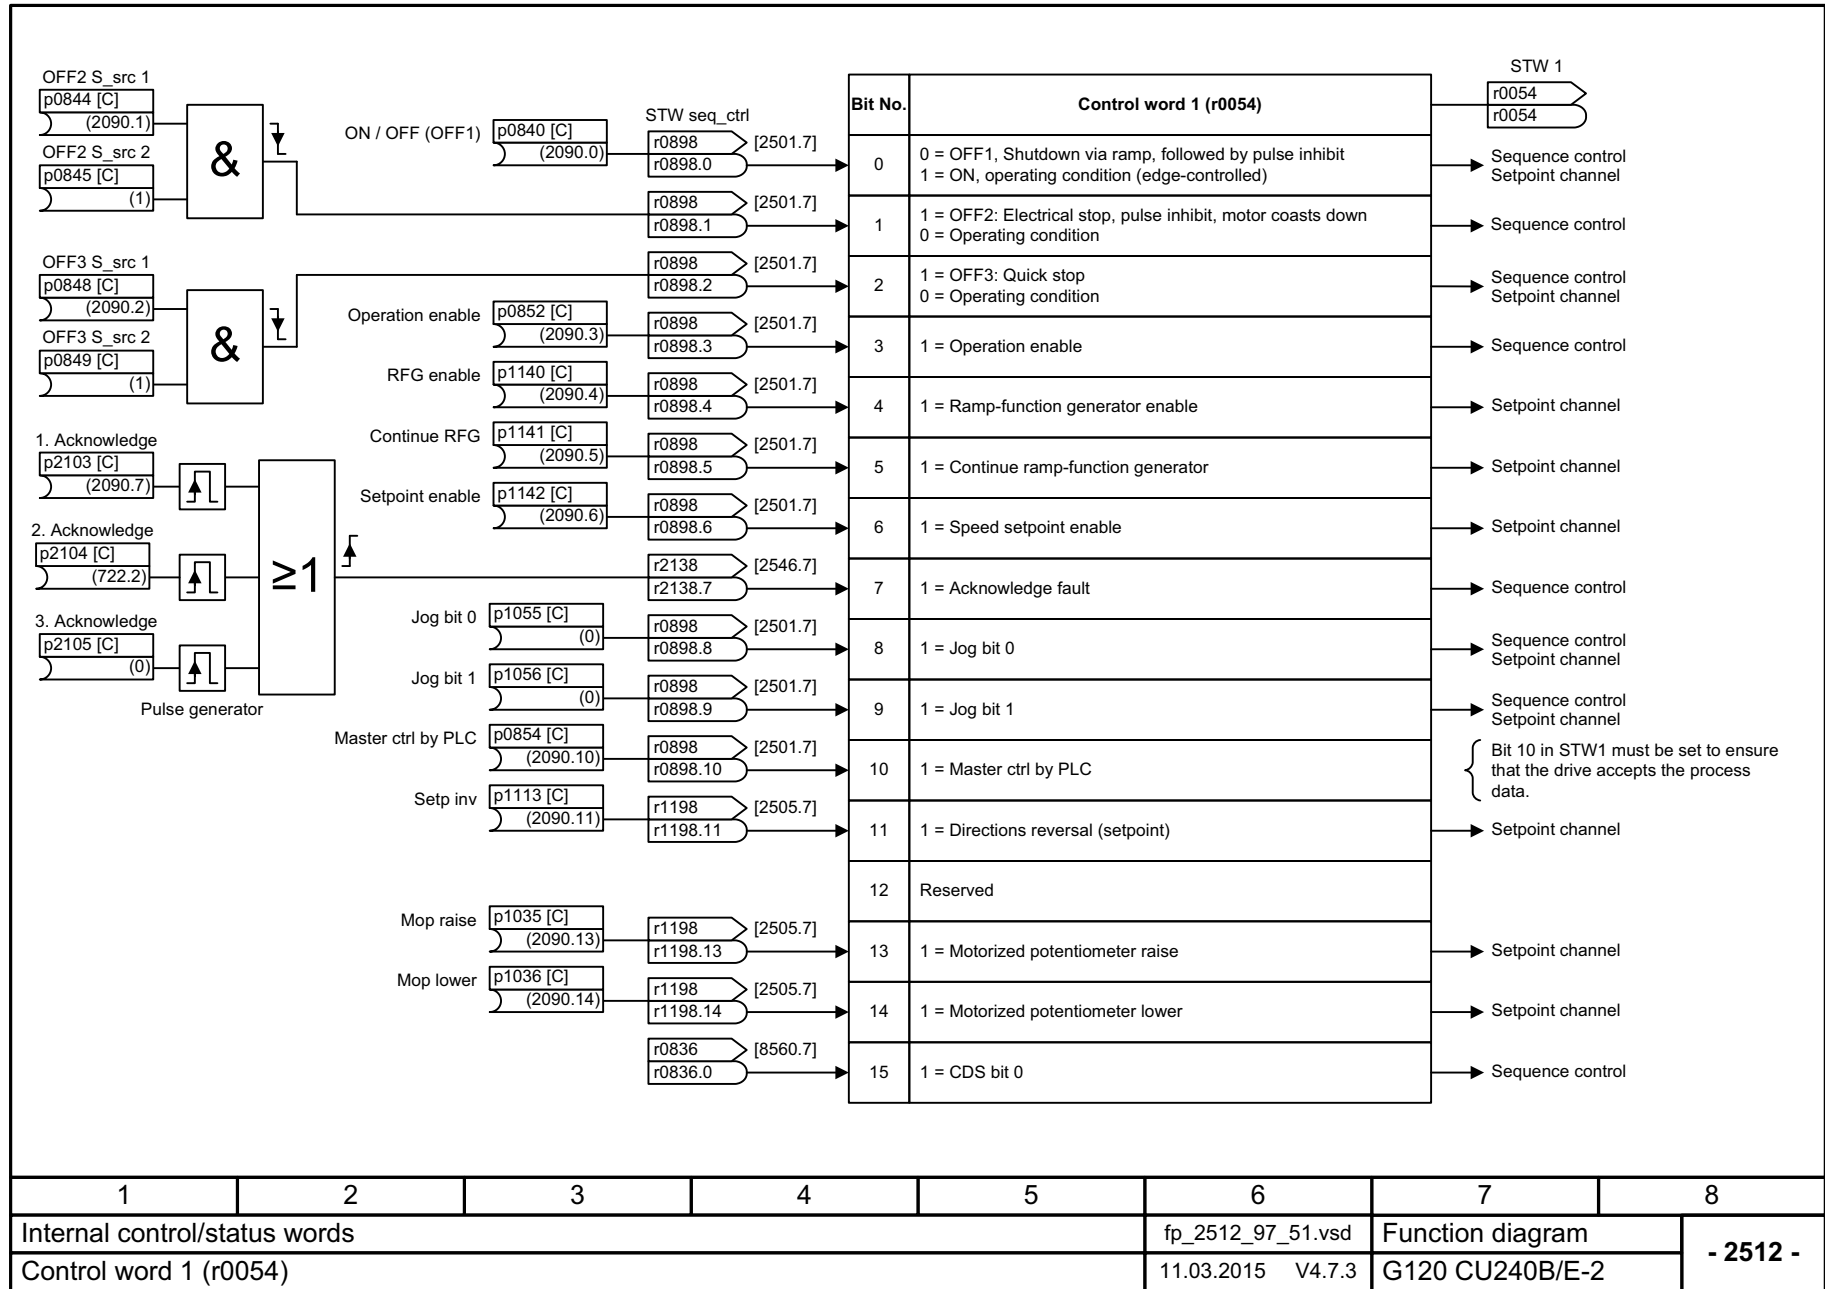 OFF2 S_src 1
p0844 [C]
(2090.1)
OFF2 S_src 2
p0845 [C]
(1)
&
OFF3 S_src 1
p0848 [C]
(2090.2)
OFF3 S_src 2
p0849 [C]
(1)
&
1. Acknowledge
p2103 [C]
(2090.7)
2. Acknowledge
p2104 [C]
(722.2)
3. Acknowledge
p2105 [C]
(0)
Pulse generator
≥1
ON / OFF (OFF1)
p0840 [C]
(2090.0)
Operation enable
p0852 [C]
(2090.3)
RFG enable
p1140 [C]
(2090.4)
Continue RFG
p1141 [C]
(2090.5)
Setpoint enable
p1142 [C]
(2090.6)
Jog bit 0
p1055 [C]
(0)
Jog bit 1
p1056 [C]
(0)
Master ctrl by PLC
p0854 [C]
(2090.10)
Setp inv
p1113 [C]
(2090.11)
Mop raise
p1035 [C]
(2090.13)
Mop lower
p1036 [C]
(2090.14)
STW seq_ctrl
r0898 [2501.7]
r0898.0
r0898 [2501.7]
r0898.1
r0898 [2501.7]
r0898.2
r0898 [2501.7]
r0898.3
r0898 [2501.7]
r0898.4
r0898 [2501.7]
r0898.5
r0898 [2501.7]
r0898.6
r2138 [2546.7]
r2138.7
r0898 [2501.7]
r0898.8
r0898 [2501.7]
r0898.9
r0898 [2501.7]
r0898.10
r1198 [2505.7]
r1198.11
r1198 [2505.7]
r1198.13
r1198 [2505.7]
r1198.14
r0836 [8560.7]
r0836.0
Bit No. Control word 1 (r0054)
STW 1
r0054
r0054
0
0 = OFF1, Shutdown via ramp, followed by pulse inhibit
1 = ON, operating condition (edge-controlled)
Sequence control
Setpoint channel
1
1 = OFF2: Electrical stop, pulse inhibit, motor coasts down
0 = Operating condition
Sequence control
2
1 = OFF3: Quick stop
0 = Operating condition
Sequence control
Setpoint channel
3 1 = Operation enable Sequence control
4 1 = Ramp-function generator enable Setpoint channel
5 1 = Continue ramp-function generator Setpoint channel
6 1 = Speed setpoint enable Setpoint channel
7 1 = Acknowledge fault Sequence control
8 1 = Jog bit 0
Sequence control
Setpoint channel
9 1 = Jog bit 1
Sequence control
Setpoint channel
10 1 = Master ctrl by PLC
Bit 10 in STW1 must be set to ensure
that the drive accepts the process
data.
11 1 = Directions reversal (setpoint) Setpoint channel
12 Reserved
13 1 = Motorized potentiometer raise Setpoint channel
14 1 = Motorized potentiometer lower Setpoint channel
15 1 = CDS bit 0 Sequence control
1 2 3 4 5 6 7 8
Internal control/status words fp_2512_97_51.vsd Function diagram
- 2512 -
Control word 1 (r0054) 11.03.2015 V4.7.3 G120 CU240B/E-2